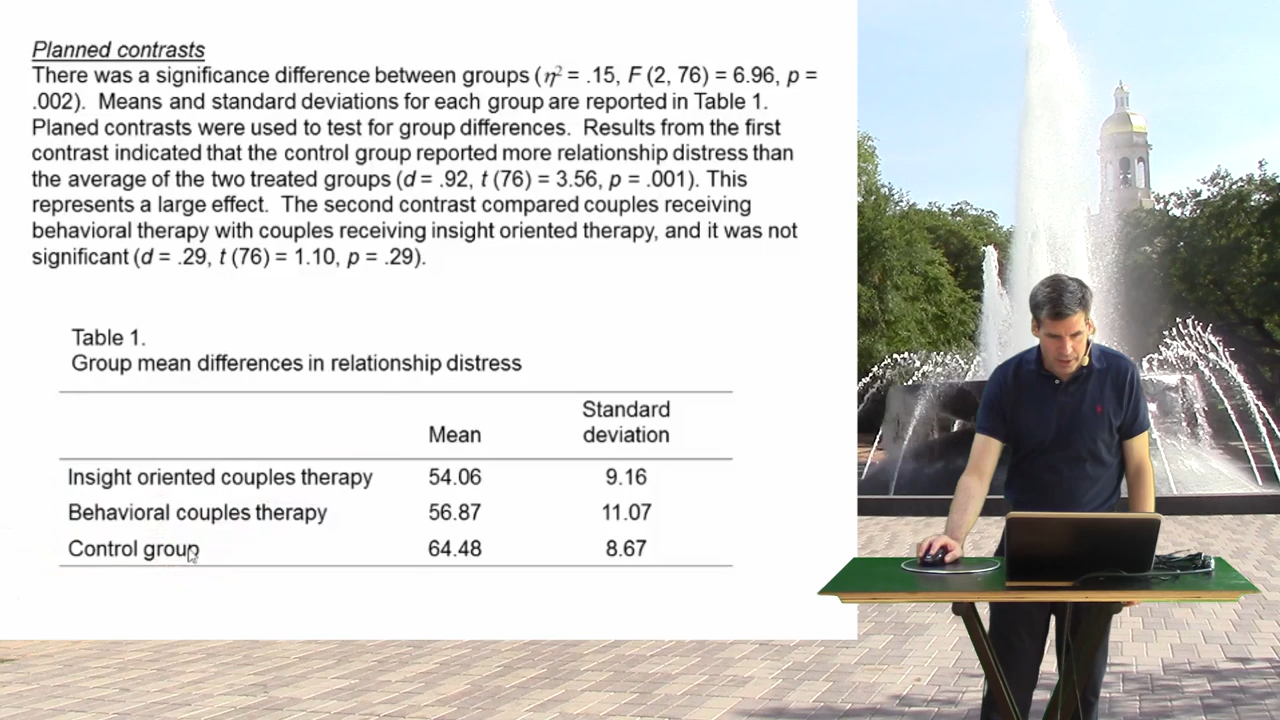 Planned contrasts
There was a significance difference between groups (η² = .15, F (2, 76) = 6.96, p =
.002). Means and standard deviations for each group are reported in Table 1.
Planed contrasts were used to test for group differences. Results from the first
contrast indicated that the control group reported more relationship distress than
the average of the two treated groups (d = .92, t (76) = 3.56, p = .001). This
represents a large effect. The second contrast compared couples receiving
behavioral therapy with couples receiving insight oriented therapy, and it was not
significant (d = .29, t (76) = 1.10, p = .29).
Table 1.
Group mean differences in relationship distress
Standard
Mean deviation
Insight oriented couples therapy 54.06 9.16
Behavioral couples therapy 56.87 11.07
Control group 64.48 8.67